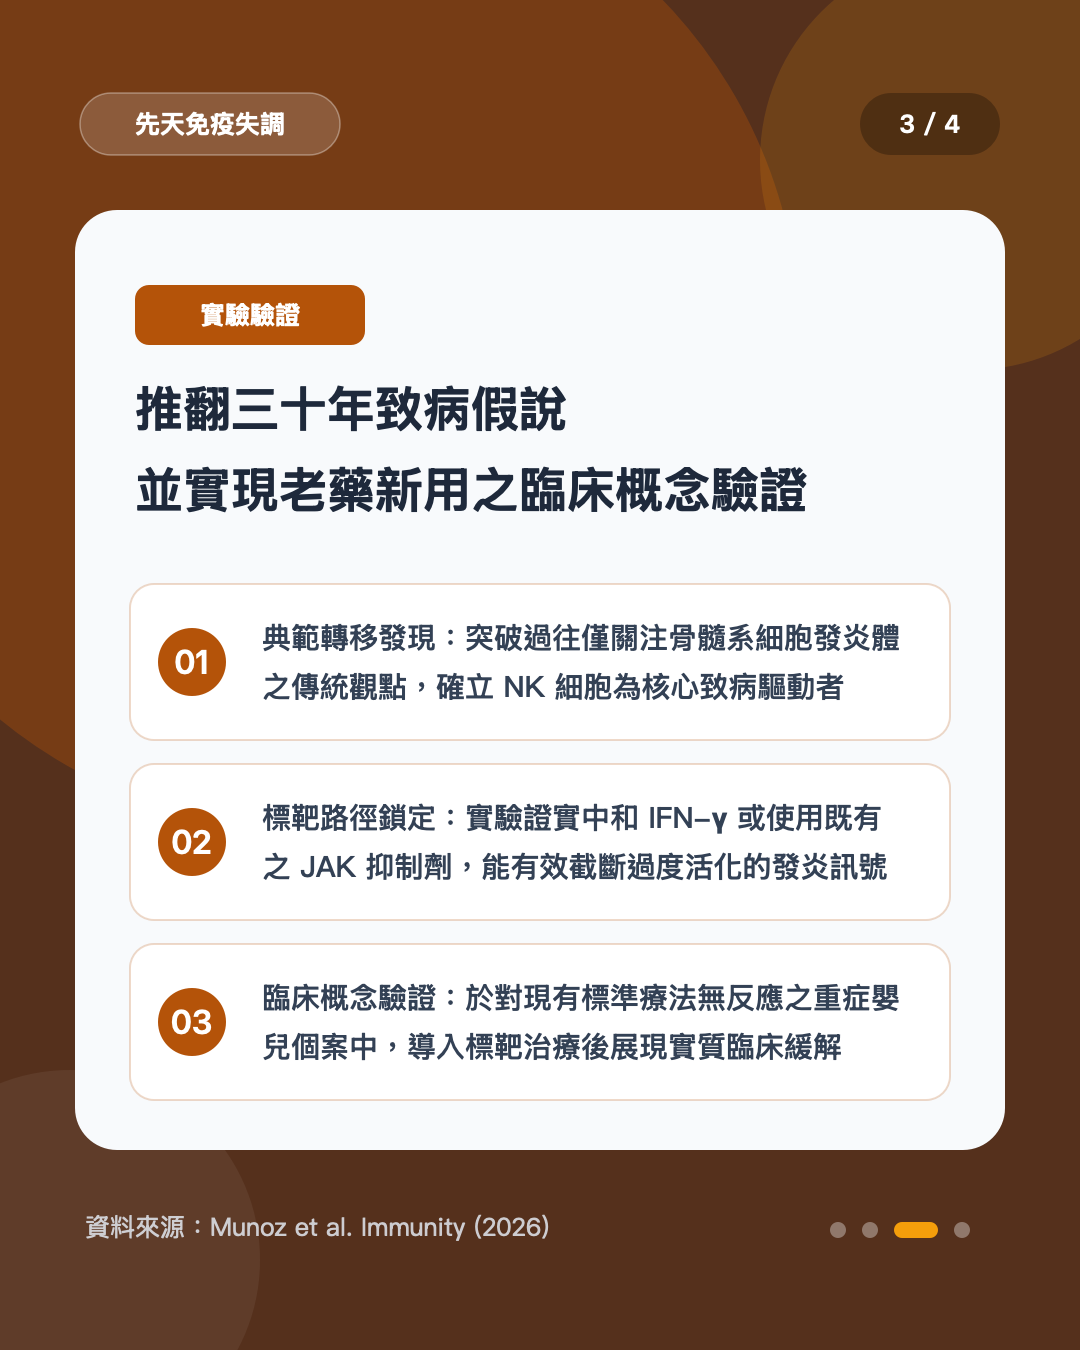 先天免疫失調
3 / 4
實驗驗證
推翻三十年致病假說
並實現老藥新用之臨床概念驗證
01
典範轉移發現：突破過往僅關注骨髓系細胞發炎體
之傳統觀點，確立 NK 細胞為核心致病驅動者
02
標靶路徑鎖定：實驗證實中和 IFN-γ 或使用既有
之 JAK 抑制劑，能有效截斷過度活化的發炎訊號
03
臨床概念驗證：於對現有標準療法無反應之重症嬰
兒個案中，導入標靶治療後展現實質臨床緩解
資料來源：Munoz et al. Immunity (2026)